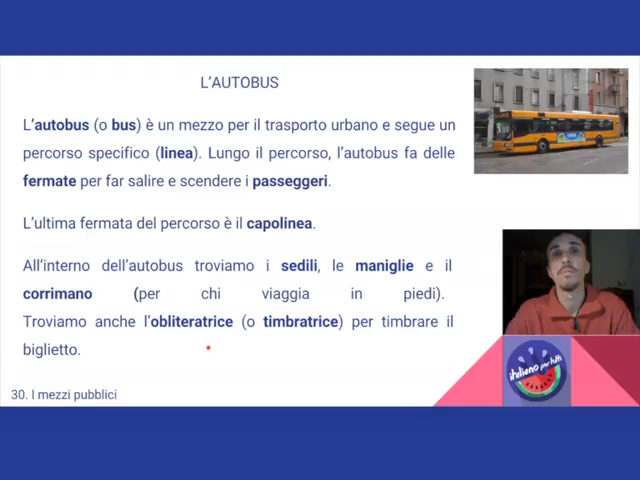 L'AUTOBUS
L'autobus (o bus) è un mezzo per il trasporto urbano e segue un
percorso specifico (linea). Lungo il percorso, l'autobus fa delle
fermate per far salire e scendere i passeggeri.
L'ultima fermata del percorso è il capolinea.
All'interno dell'autobus troviamo i sedili, le maniglie e il
corrimano (per chi viaggia in piedi).
Troviamo anche l'obliteratrice (o timbratrice) per timbrare il
biglietto.
italiano per tutti
30. I mezzi pubblici